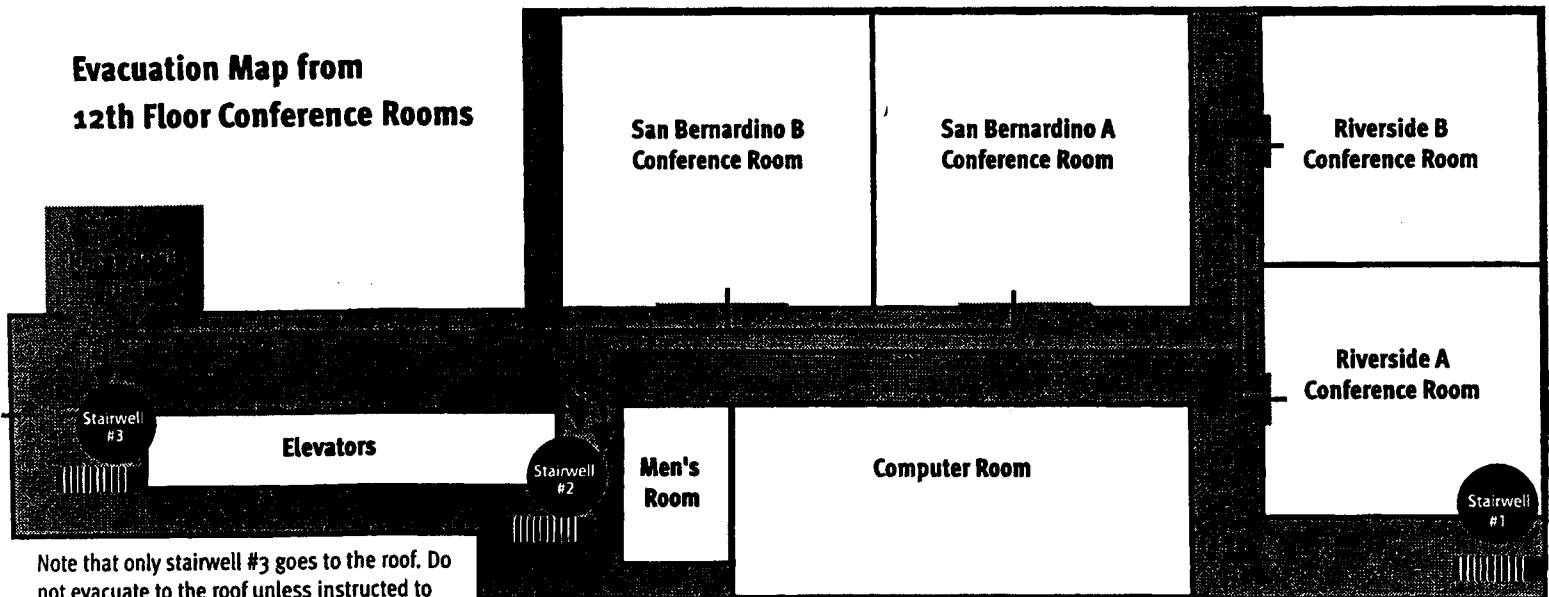 Evacuation Map from
12th Floor Conference Rooms
San Bernardino B
Conference Room
San Bernardino A
Conference Room
Riverside B
Conference Room
Riverside A
Conference Room
Stairwell
#3
Elevators
Stairwell
#2
Men's
Room
Computer Room
Stairwell
#1
Note that only stairwell #3 goes to the roof. Do
not evacuate to the roof unless instructed to